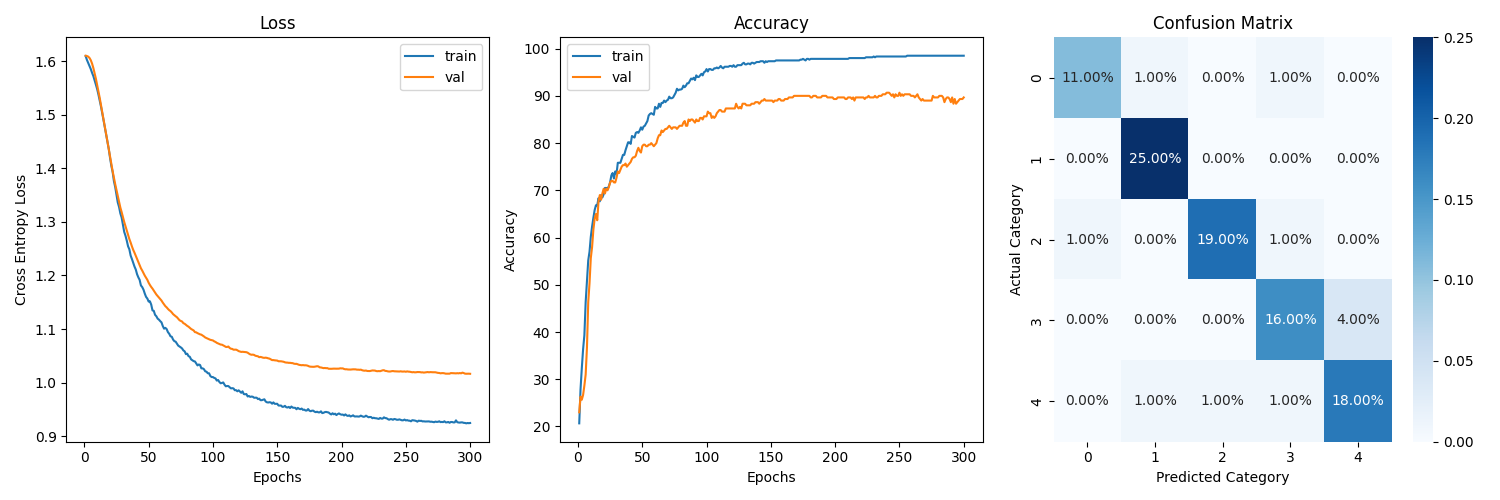 Loss
1.6
1.5
1.4
1.3
1.2
1.1
1.0
0.9
Cross Entropy Loss
train
val
0 50 100 150 200 250 300
Epochs
Accuracy
100
90
80
70
60
50
40
30
20
Accuracy
train
val
0 50 100 150 200 250 300
Epochs
Confusion Matrix
Actual Category
0 11.00% 1.00% 0.00% 1.00% 0.00%
1 0.00% 25.00% 0.00% 0.00% 0.00%
2 1.00% 0.00% 19.00% 1.00% 0.00%
3 0.00% 0.00% 0.00% 16.00% 4.00%
4 0.00% 1.00% 1.00% 1.00% 18.00%
0 1 2 3 4
Predicted Category
0.25
0.20
0.15
0.10
0.05
0.00